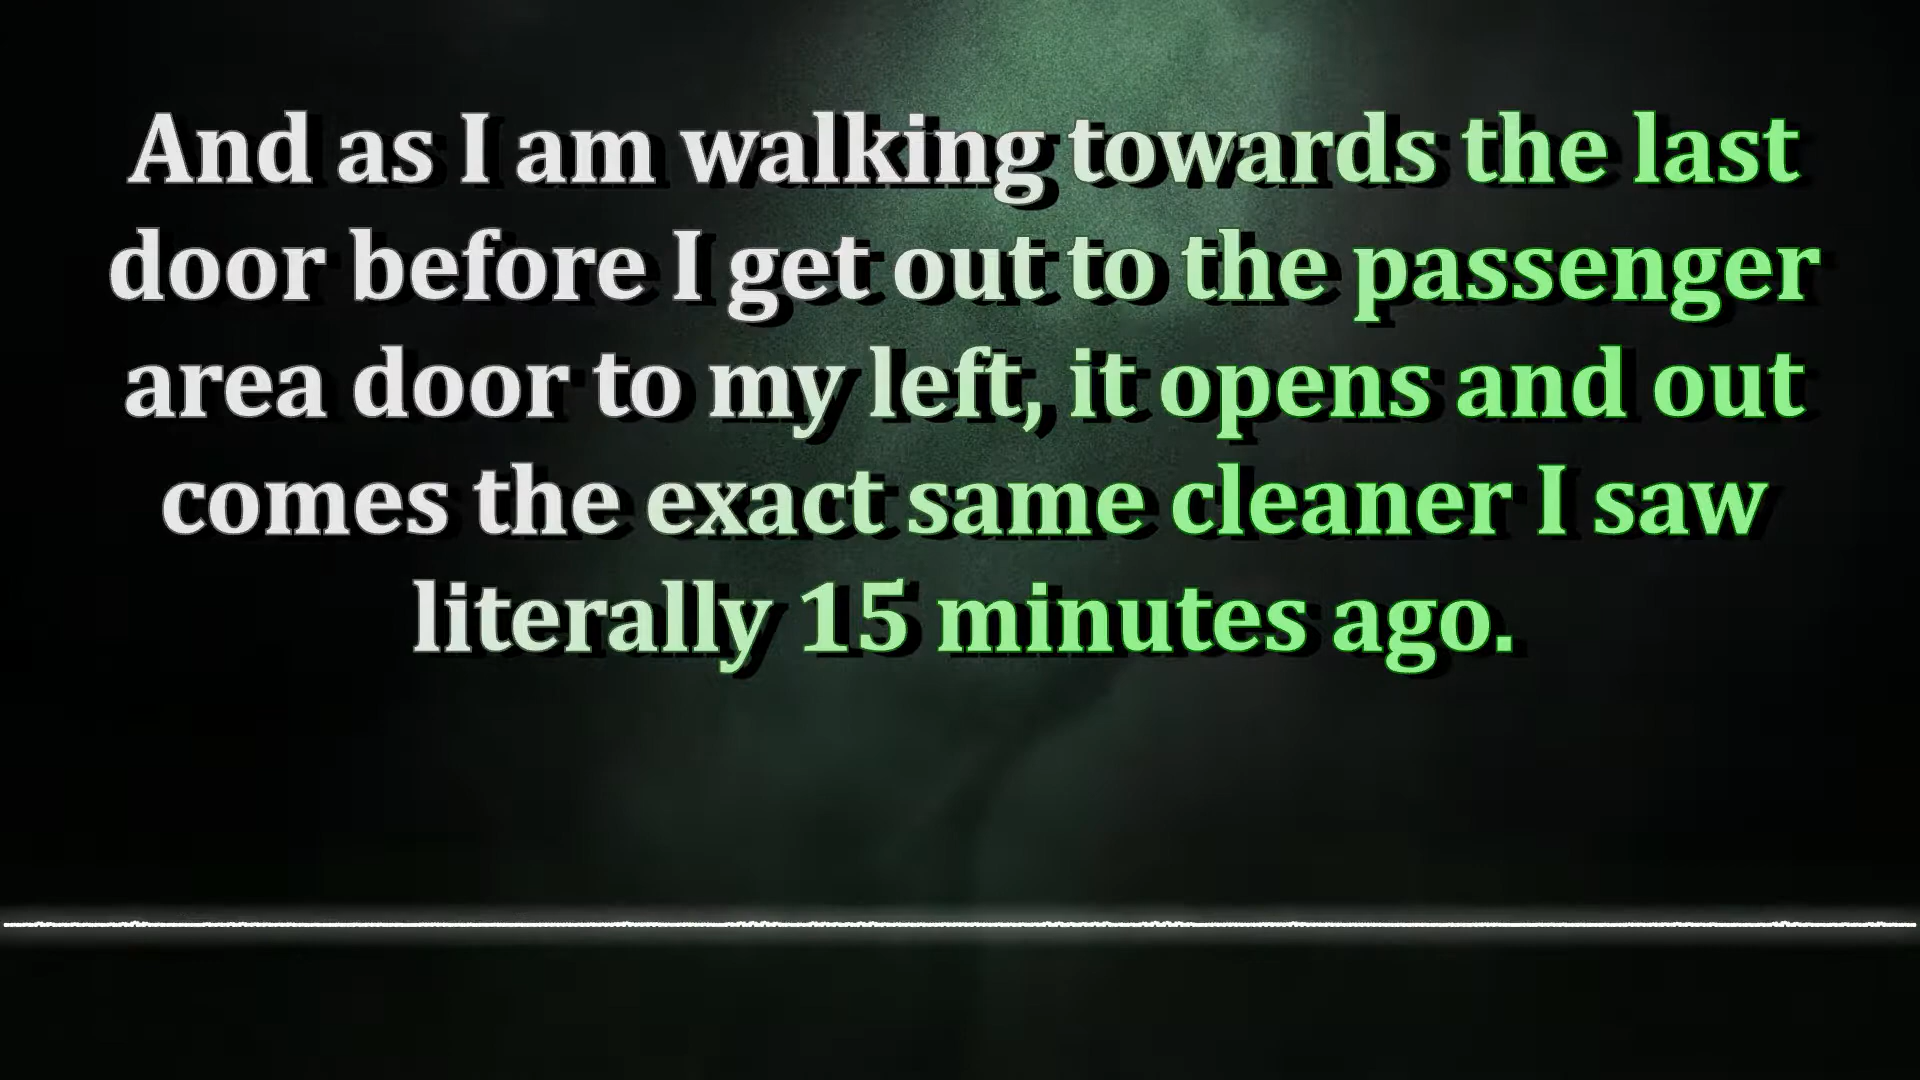 And as I am walking towards the last
door before I get out to the passenger
area door to my left, it opens and out
comes the exact same cleaner I saw
literally 15 minutes ago.